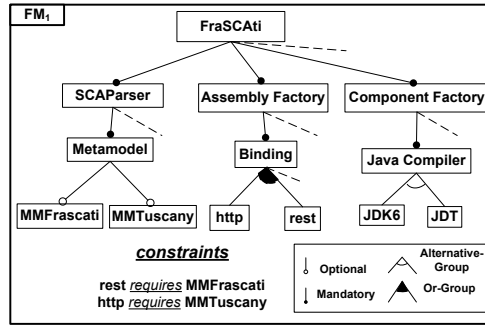 FM1
FraSCAti
SCAParser
Assembly Factory
Component Factory
Metamodel
Binding
Java Compiler
MMFrascati
MMTuscany
http
rest
JDK6
JDT
constraints
rest requires MMFrascati
http requires MMTuscany
Optional
Mandatory
Alternative-
Group
Or-Group